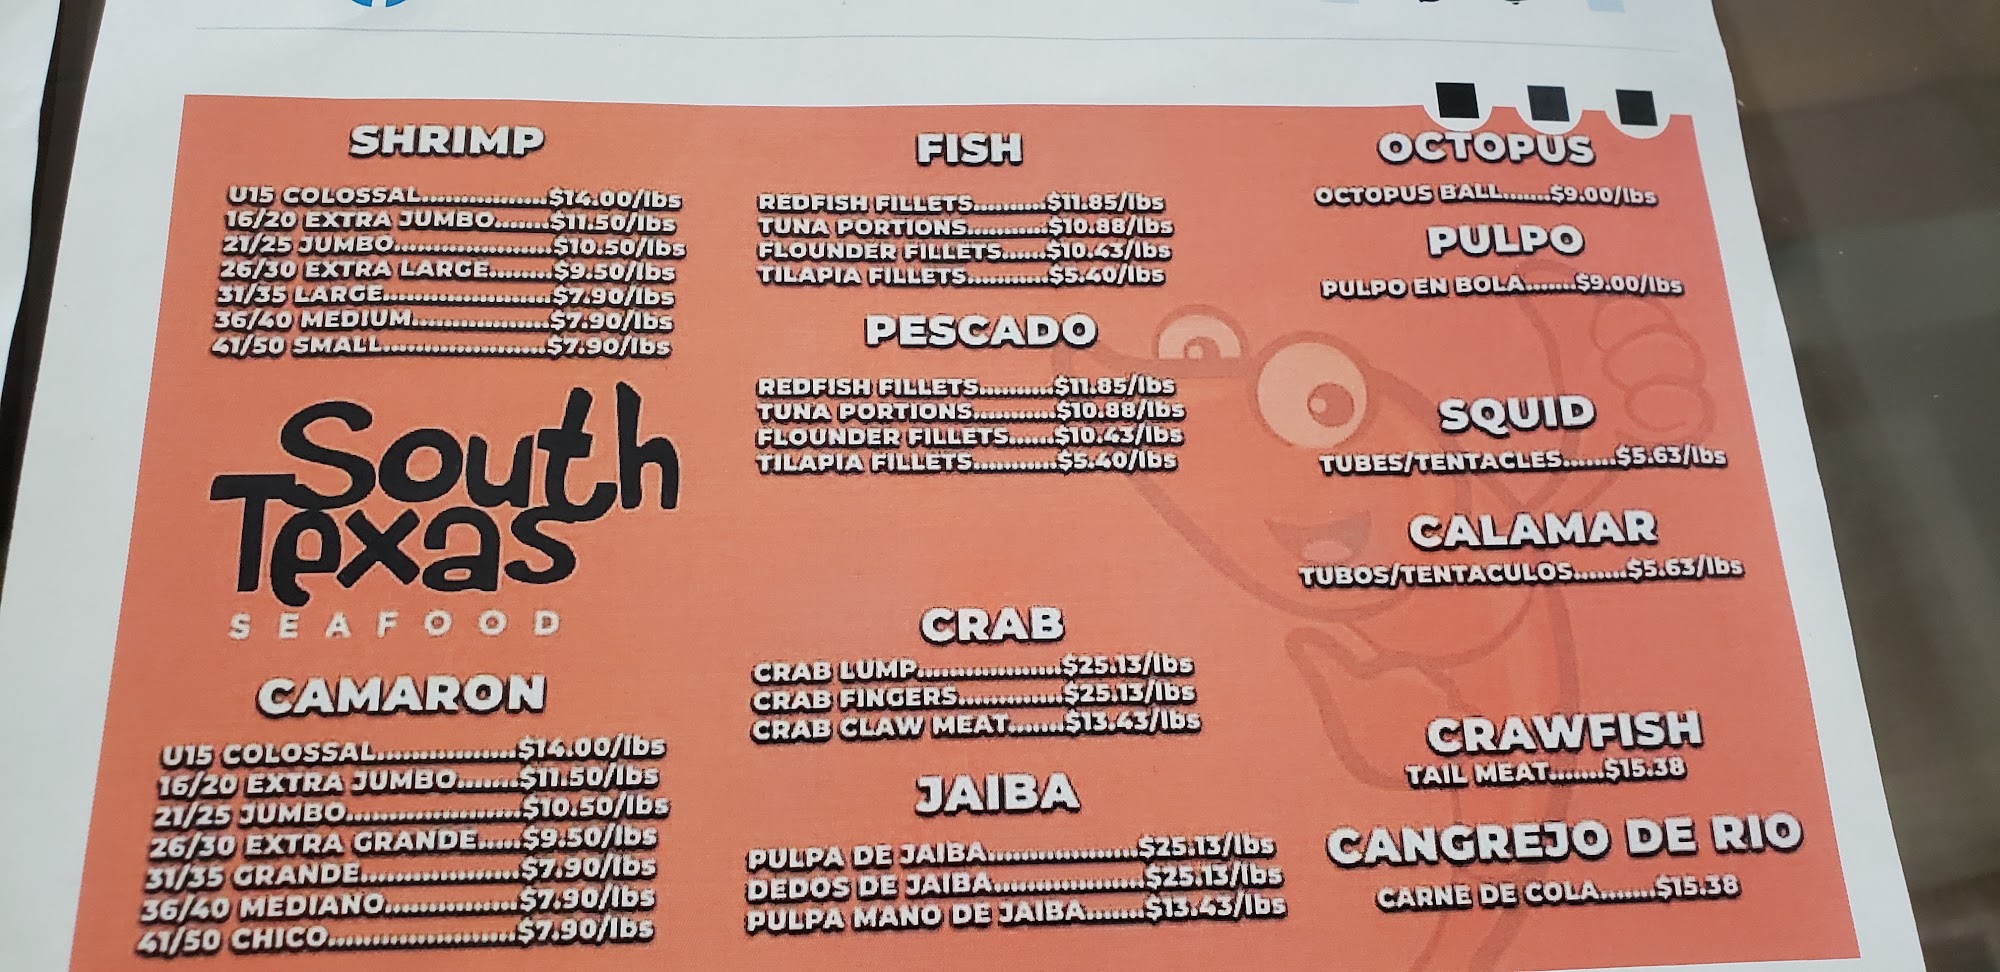 SHRIMP
U15 COLOSSAL.................$14.00/lbs
16/20 EXTRA JUMBO.......$11.50/lbs
21/25 JUMBO.....................$10.50/lbs
26/30 EXTRA LARGE........$9.50/lbs
31/35 LARGE.......................$7.90/lbs
36/40 MEDIUM..................$7.90/lbs
41/50 SMALL......................$7.90/lbs
South
Texas
SEAFOOD
CAMARON
U15 COLOSSAL.................$14.00/lbs
16/20 EXTRA JUMBO.......$11.50/lbs
21/25 JUMBO.....................$10.50/lbs
26/30 EXTRA GRANDE.....$9.50/lbs
31/35 GRANDE...................$7.90/lbs
36/40 MEDIANO...............$7.90/lbs
41/50 CHICO......................$7.90/lbs
FISH
REDFISH FILLETS..........$11.85/lbs
TUNA PORTIONS...........$10.88/lbs
FLOUNDER FILLETS......$10.43/lbs
TILAPIA FILLETS...........$5.40/lbs
PESCADO
REDFISH FILLETS..........$11.85/lbs
TUNA PORTIONS...........$10.88/lbs
FLOUNDER FILLETS......$10.43/lbs
TILAPIA FILLETS...........$5.40/lbs
CRAB
CRAB LUMP...................$25.13/lbs
CRAB FINGERS.............$25.13/lbs
CRAB CLAW MEAT.......$13.43/lbs
JAIBA
PULPA DE JAIBA...................$25.13/lbs
DEDOS DE JAIBA...................$25.13/lbs
PULPA MANO DE JAIBA.......$13.43/lbs
OCTOPUS
OCTOPUS BALL.......$9.00/lbs
PULPO
PULPO EN BOLA.......$9.00/lbs
SQUID
TUBES/TENTACLES.......$5.63/lbs
CALAMAR
TUBOS/TENTACULOS.......$5.63/lbs
CRAWFISH
TAIL MEAT.......$15.38
CANGREJO DE RIO
CARNE DE COLA.......$15.38